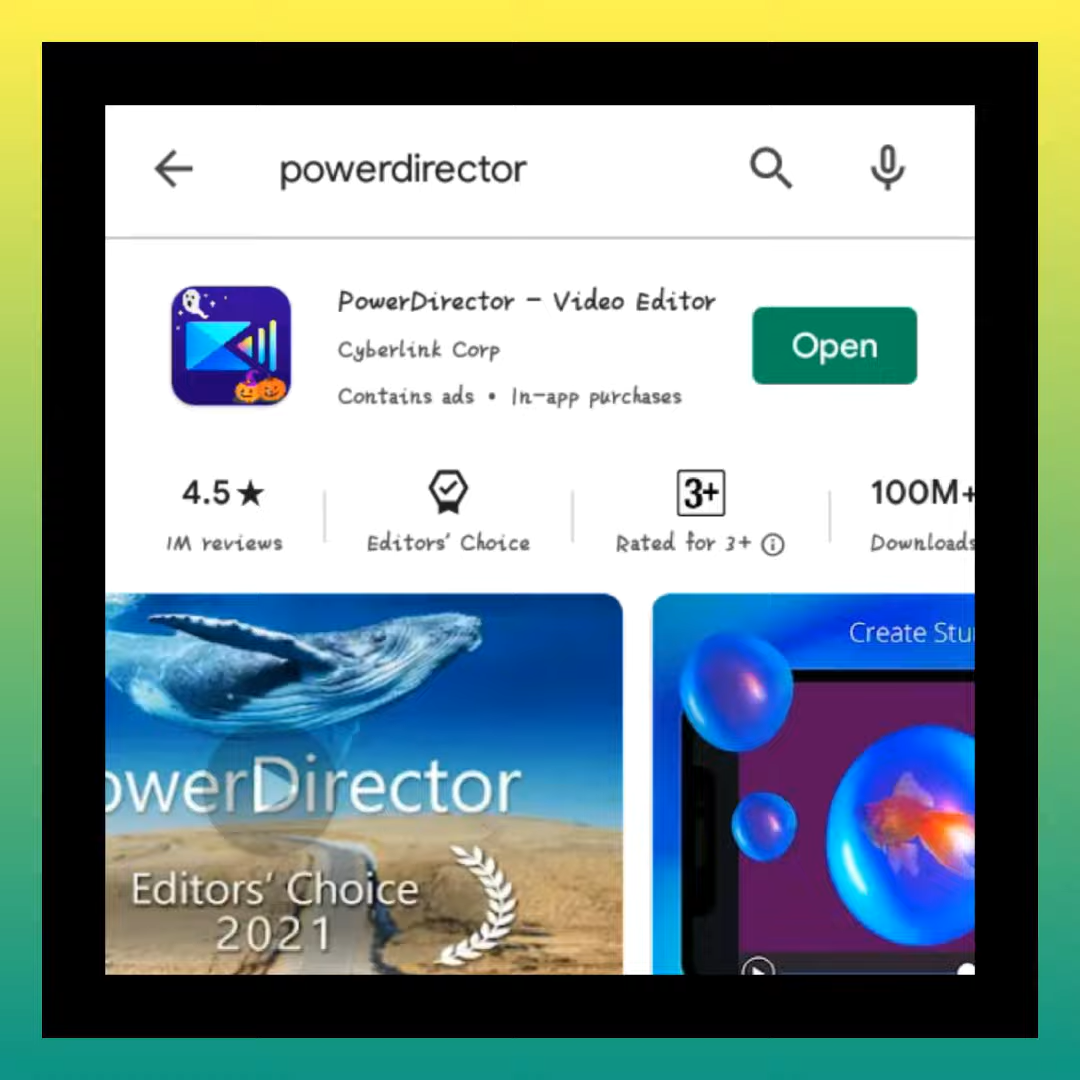 powerdirector
PowerDirector - Video Editor
Cyberlink Corp
Contains ads • In-app purchases
Open
4.5★
1M reviews
Editors' Choice
3+
Rated for 3+
100M+
Downloads
owerDirector
Editors' Choice
2021
Create Stu